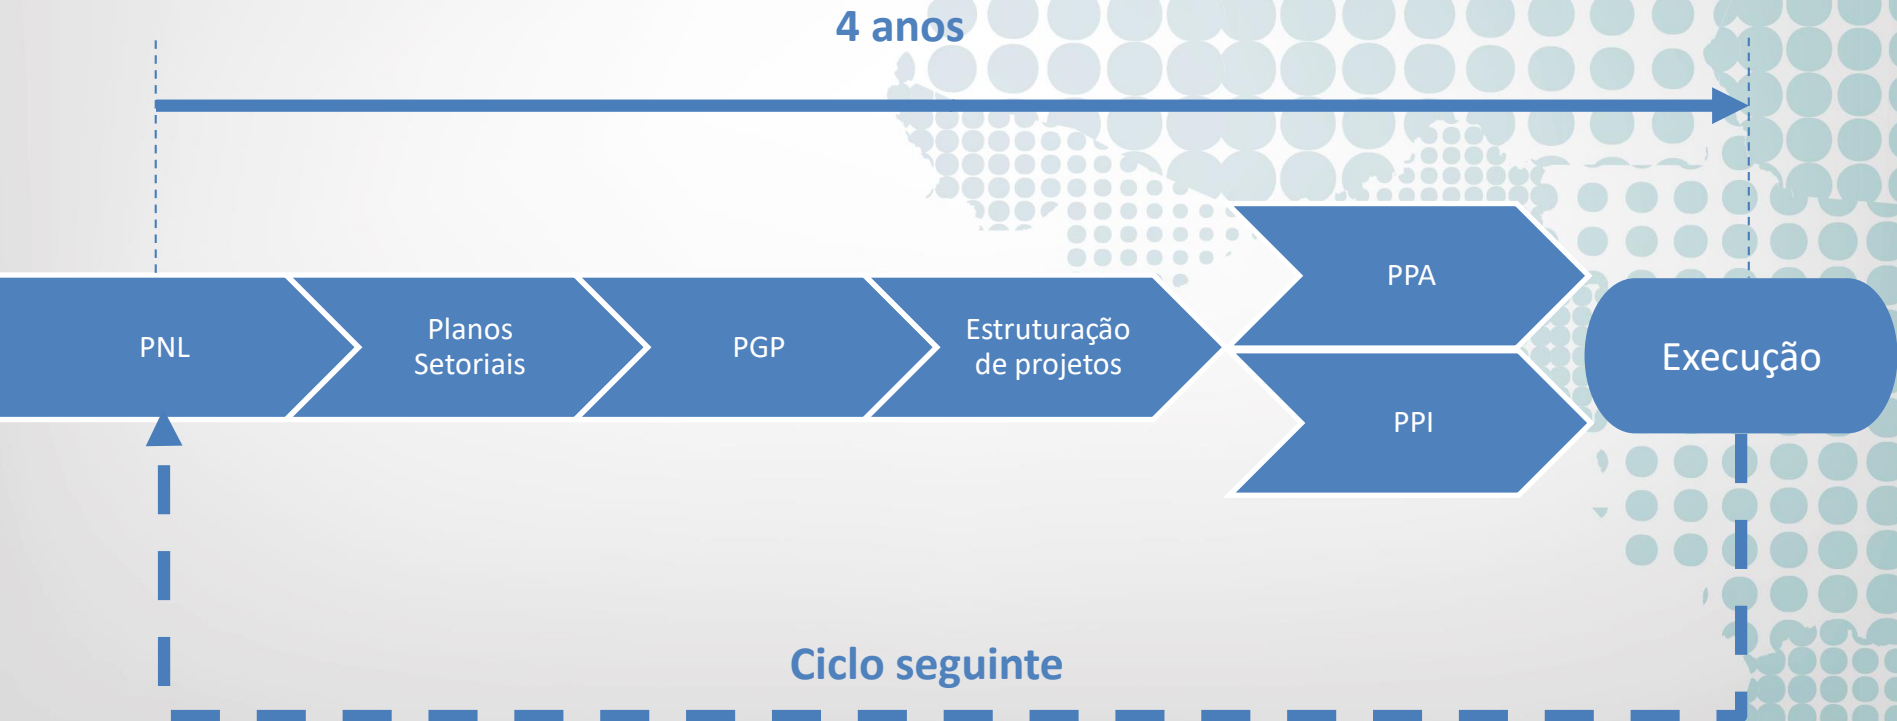 4 anos
PNL
Planos
Setoriais
PGP
Estruturação
de projetos
PPA
PPI
Execução
Ciclo seguinte